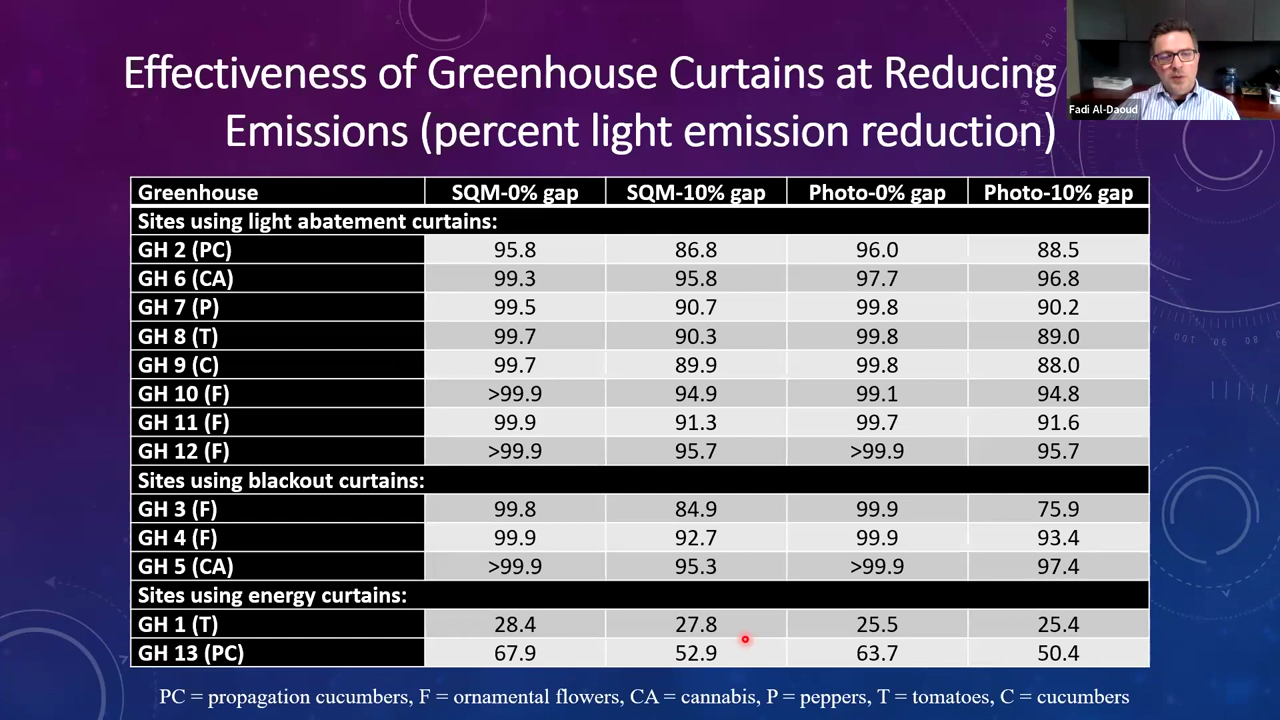 Effectiveness of Greenhouse Curtains at Reducing
Emissions (percent light emission reduction)
Fadi Al-Daoud
Greenhouse SQM-0% gap SQM-10% gap Photo-0% gap Photo-10% gap
Sites using light abatement curtains:
GH 2 (PC) 95.8 86.8 96.0 88.5
GH 6 (CA) 99.3 95.8 97.7 96.8
GH 7 (P) 99.5 90.7 99.8 90.2
GH 8 (T) 99.7 90.3 99.8 89.0
GH 9 (C) 99.7 89.9 99.8 88.0
GH 10 (F) >99.9 94.9 99.1 94.8
GH 11 (F) 99.9 91.3 99.7 91.6
GH 12 (F) >99.9 95.7 >99.9 95.7
Sites using blackout curtains:
GH 3 (F) 99.8 84.9 99.9 75.9
GH 4 (F) 99.9 92.7 99.9 93.4
GH 5 (CA) >99.9 95.3 >99.9 97.4
Sites using energy curtains:
GH 1 (T) 28.4 27.8 25.5 25.4
GH 13 (PC) 67.9 52.9 63.7 50.4
PC = propagation cucumbers, F = ornamental flowers, CA = cannabis, P = peppers, T = tomatoes, C = cucumbers